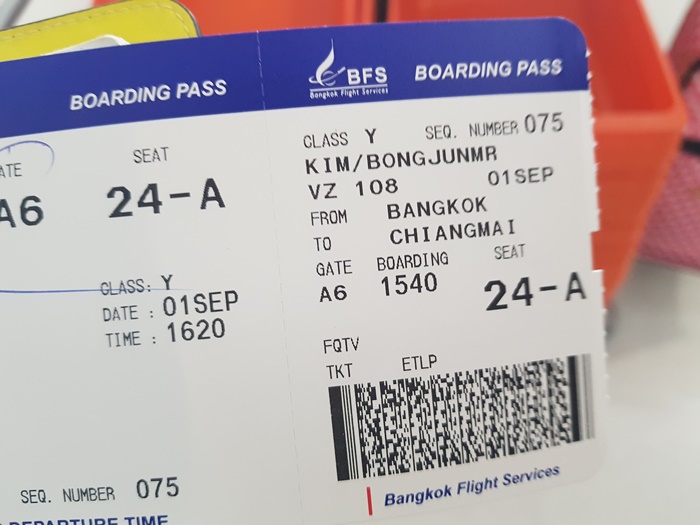 BOARDING PASS
SEAT
A6 24-A
CLASS: Y
DATE : 01SEP
TIME : 1620
SEQ. NUMBER 075
DEPARTURE TIME
BFS
Bangkok Flight Services
BOARDING PASS
CLASS Y SEQ. NUMBER 075
KIM/BONGJUNMR
VZ 108 01SEP
FROM BANGKOK
TO CHIANGMAI
GATE BOARDING SEAT
A6 1540 24-A
FQTV
TKT ETLP
Bangkok Flight Services